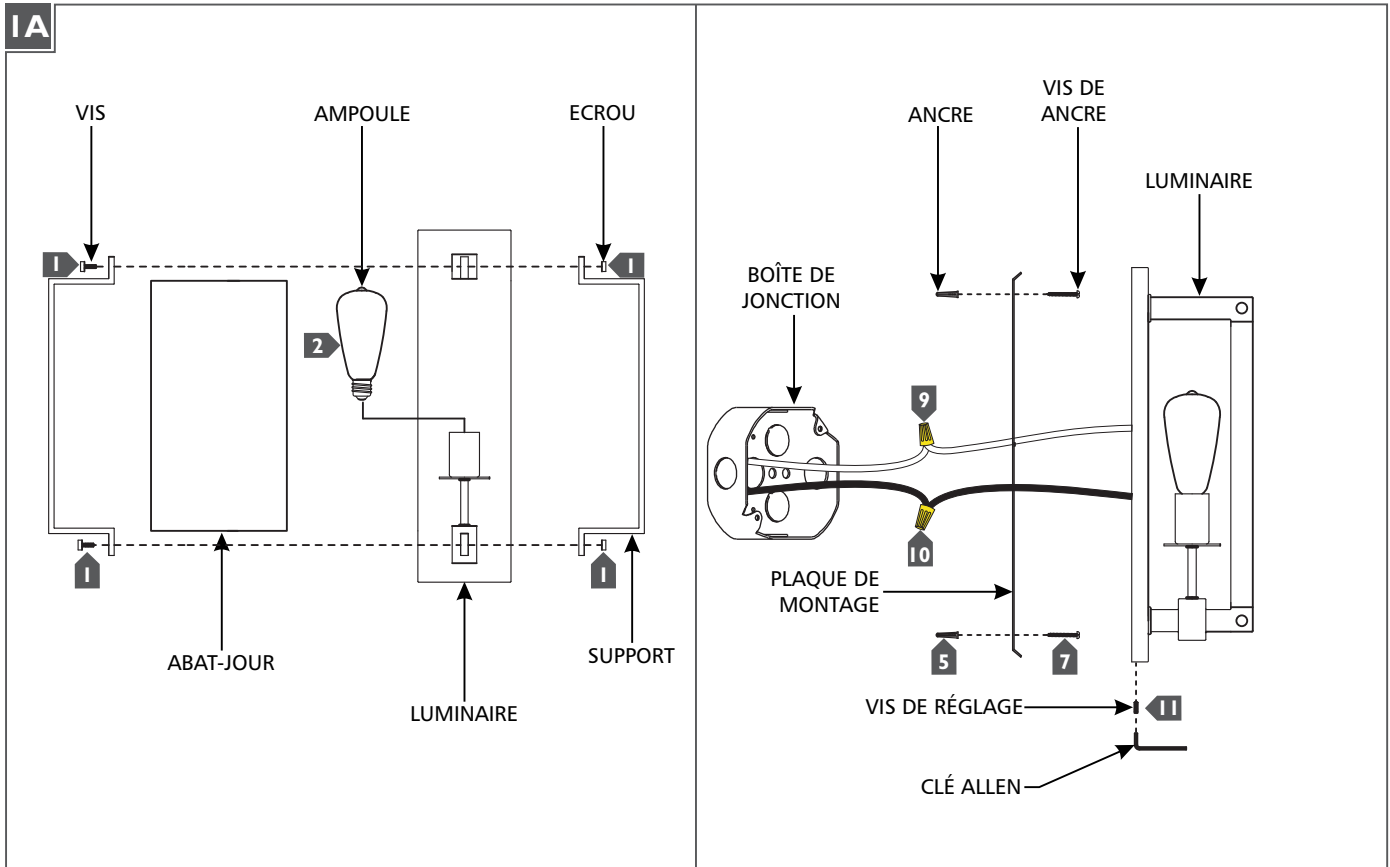 1A
VIS
AMPOULE
ECROU
1
1
2
1
1
ABAT-JOUR
SUPPORT
LUMINAIRE
ANCRE
VIS DE
ANCRE
LUMINAIRE
BOÎTE DE
JONCTION
9
10
PLAQUE DE
MONTAGE
5
7
VIS DE RÉGLAGE
11
CLÉ ALLEN